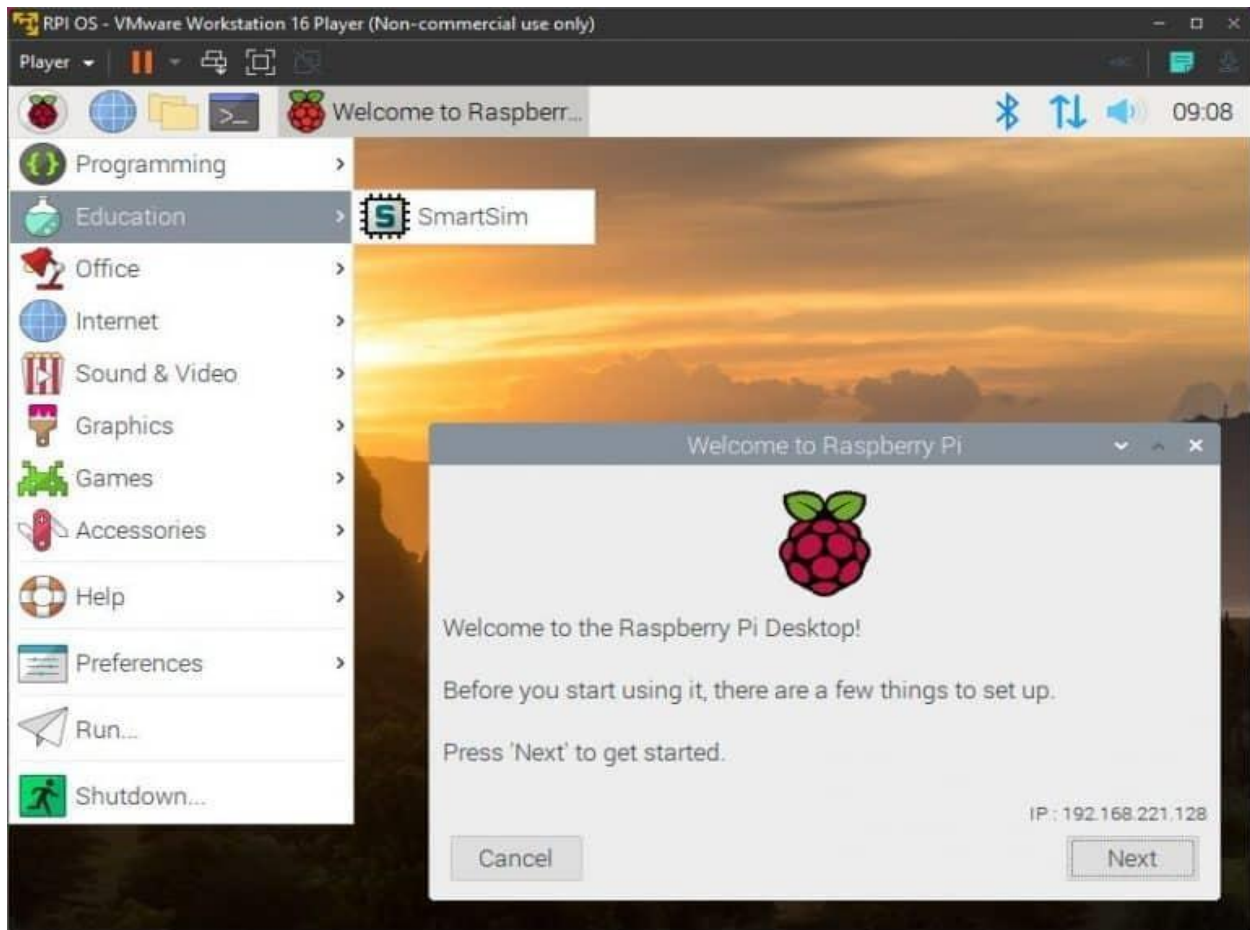 RPI OS - VMware Workstation 16 Player (Non-commercial use only)
Player
Welcome to Raspberr...
09:08
Programming
Education
SmartSim
Office
Internet
Sound & Video
Graphics
Games
Accessories
Help
Preferences
Run...
Shutdown...
Welcome to Raspberry Pi
Welcome to the Raspberry Pi Desktop!
Before you start using it, there are a few things to set up.
Press 'Next' to get started.
IP : 192.168.221.128
Cancel
Next